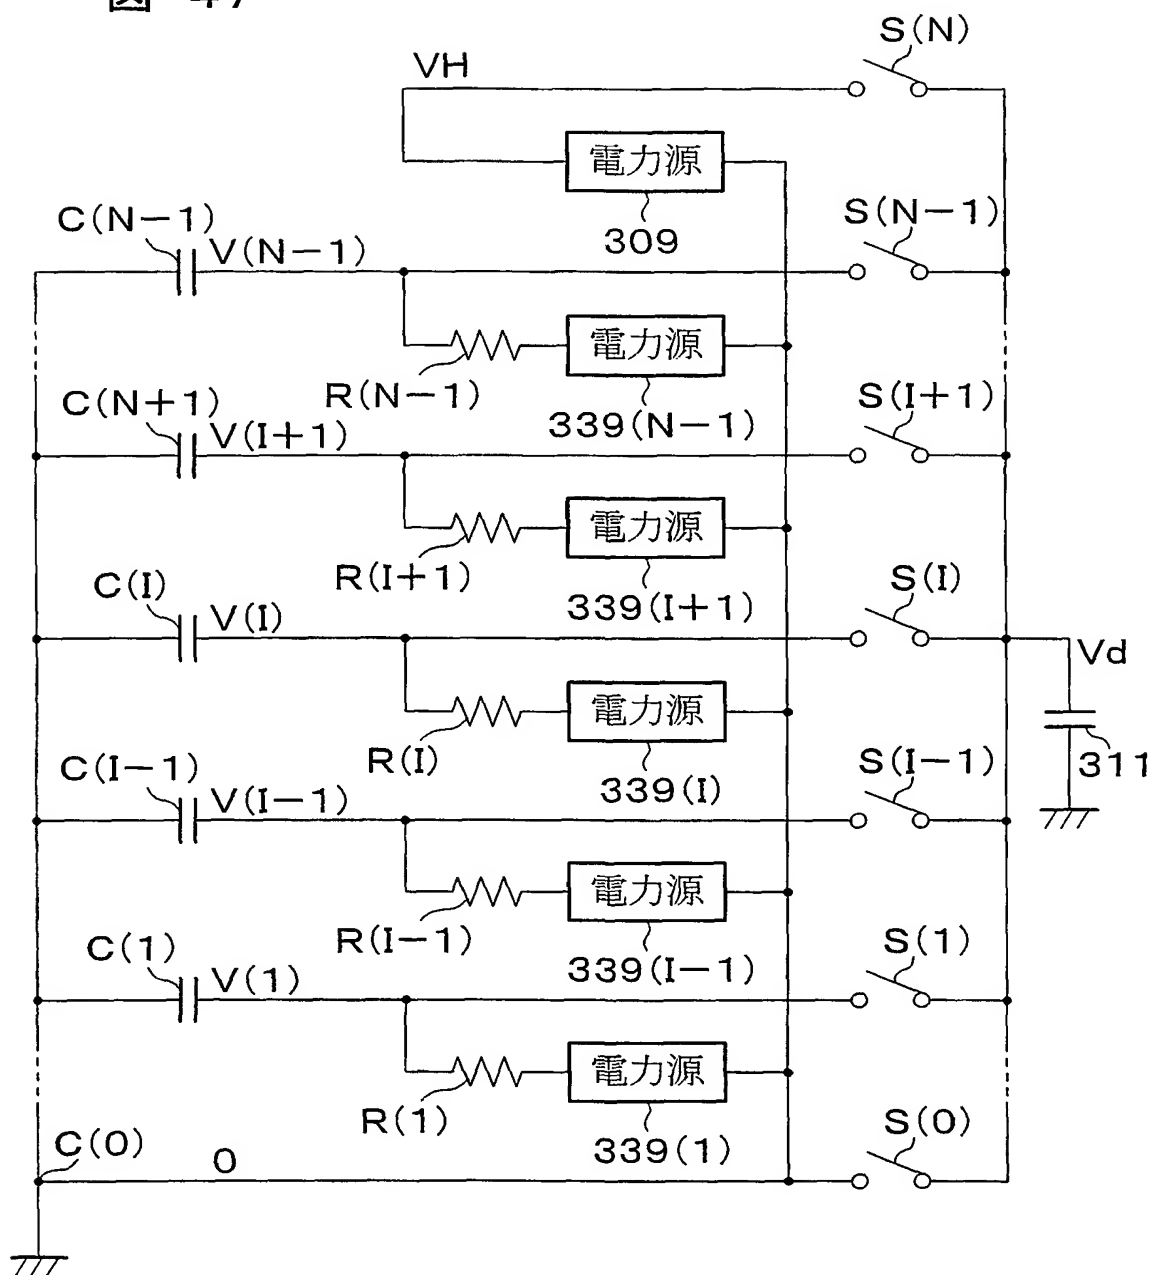 図 47
S(N)
VH
電力源
309
C(N−1)
V(N−1)
S(N−1)
電力源
R(N−1)
339(N−1)
C(N+1)
V(I+1)
S(I+1)
電力源
R(I+1)
339(I+1)
C(I)
V(I)
S(I)
Vd
電力源
R(I)
339(I)
311
C(I−1)
V(I−1)
S(I−1)
電力源
R(I−1)
339(I−1)
C(1)
V(1)
S(1)
電力源
R(1)
339(1)
C(0)
0
S(0)